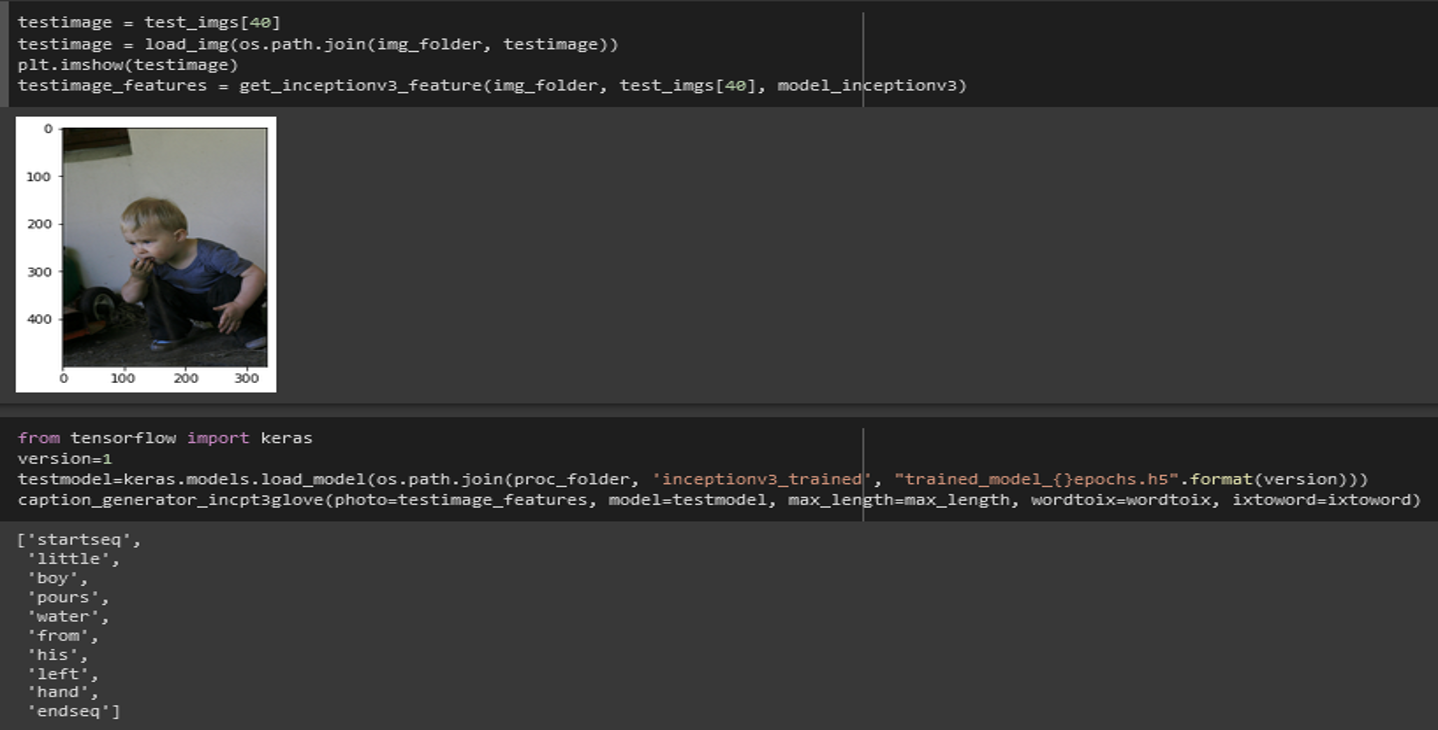 testimage = test_imgs[40]
testimage = load_img(os.path.join(img_folder, testimage))
plt.imshow(testimage)
testimage_features = get_inceptionv3_feature(img_folder, test_imgs[40], model_inceptionv3)
0
100
200
300
400
0 100 200 300
from tensorflow import keras
version=1
testmodel=keras.models.load_model(os.path.join(proc_folder, 'inceptionv3_trained', "trained_model_{}epochs.h5".format(version)))
caption_generator_incpt3glove(photo=testimage_features, model=testmodel, max_length=max_length, wordtoix=wordtoix, ixtoword=ixtoword)
['startseq',
'little',
'boy',
'pours',
'water',
'from',
'his',
'left',
'hand',
'endseq']